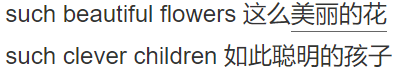 such beautiful flowers 这么美丽的花
such clever children 如此聪明的孩子